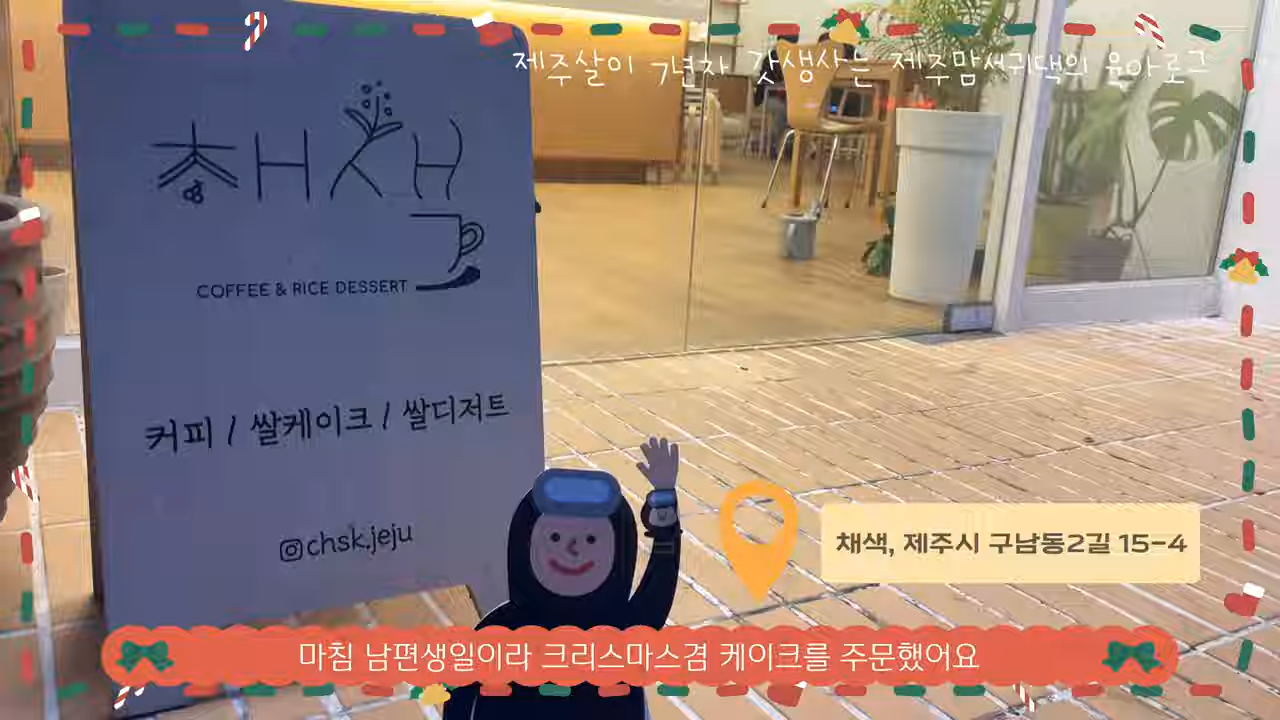 제주살이 7년차 갓생사는 제주맘서귀댁의 육아로그
채색
COFFEE & RICE DESSERT
커피 / 쌀케이크 / 쌀디저트
@chsk.jeju
채색, 제주시 구남동2길 15-4
마침 남편생일이라 크리스마스겸 케이크를 주문했어요